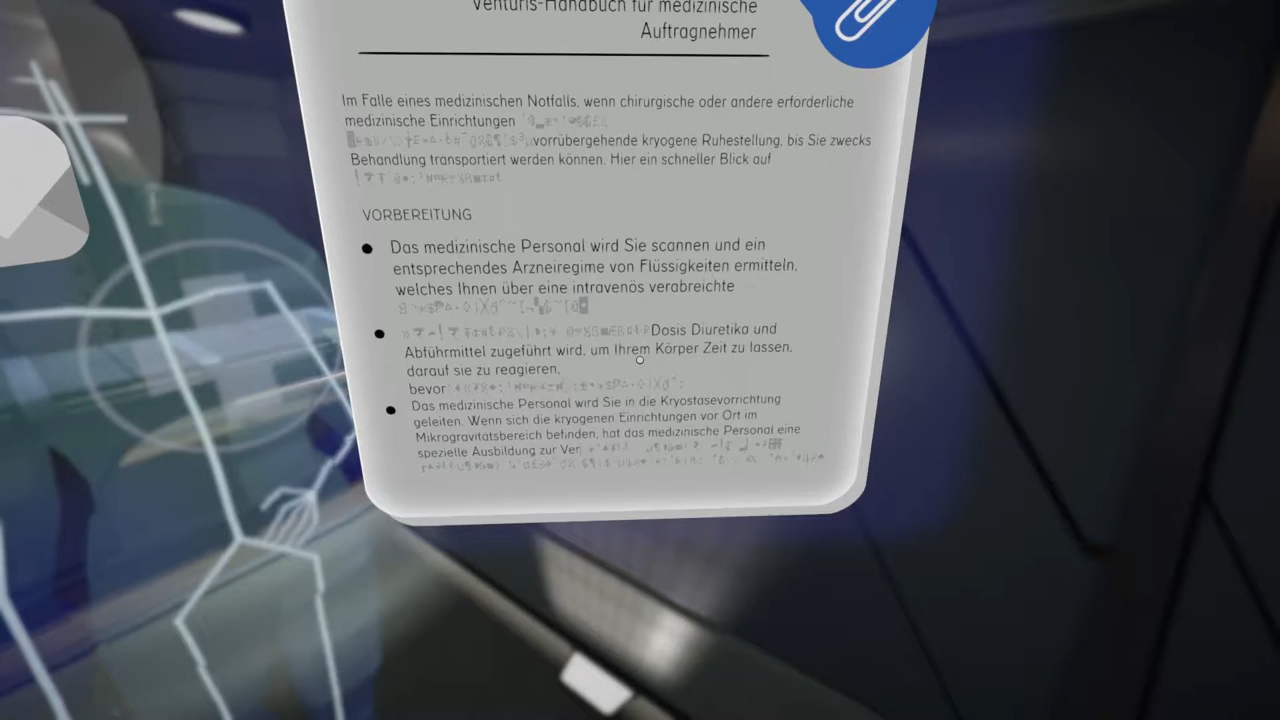 Venturis-Handbuch für medizinische
Auftragnehmer
Im Falle eines medizinischen Notfalls, wenn chirurgische oder andere erforderliche
medizinische Einrichtungen
vorrübergehende kryogene Ruhestellung, bis Sie zwecks
Behandlung transportiert werden können. Hier ein schneller Blick auf
VORBEREITUNG
Das medizinische Personal wird Sie scannen und ein
entsprechendes Arzneiregime von Flüssigkeiten ermitteln,
welches Ihnen über eine intravenös verabreichte
Dosis Diuretika und
Abführmittel zugeführt wird, um Ihrem Körper Zeit zu lassen,
darauf sie zu reagieren,
bevor
Das medizinische Personal wird Sie in die Kryostasevorrichtung
geleiten. Wenn sich die kryogenen Einrichtungen vor Ort im
Mikrogravitätsbereich befinden, hat das medizinische Personal eine
spezielle Ausbildung zur Ver